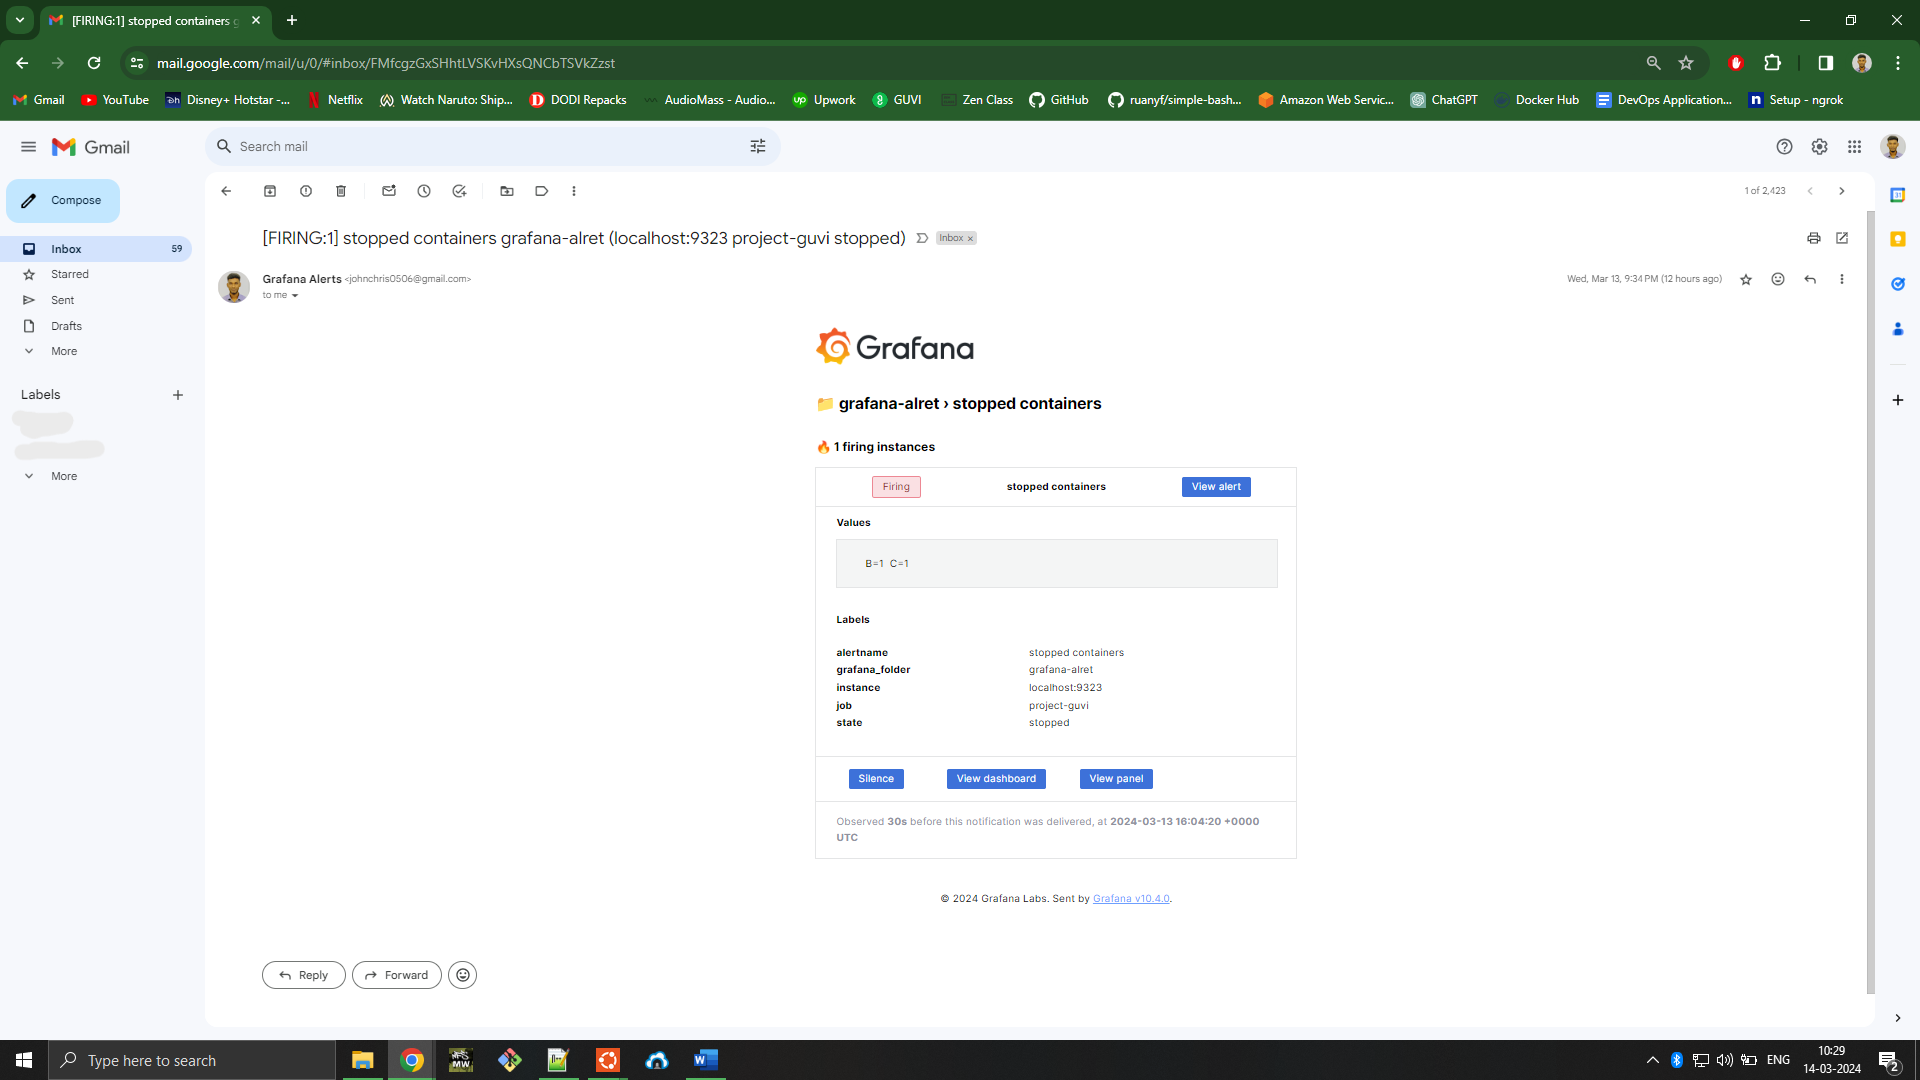 [FIRING:1] stopped containers g
mail.google.com/mail/u/0/#inbox/FMfcgzGxSHhtLVSKvHXsQNCbTSVkZzst
Gmail YouTube Disney+ Hotstar -... Netflix Watch Naruto: Ship... DODI Repacks AudioMass - Audio... Upwork GUVI Zen Class GitHub ruanyf/simple-bash... Amazon Web Servic... ChatGPT Docker Hub DevOps Application... Setup - ngrok
Gmail
Search mail
Compose
1 of 2,423
Inbox 59
Starred
Sent
Drafts
More
Labels
More
[FIRING:1] stopped containers grafana-alret (localhost:9323 project-guvi stopped) Inbox x
Grafana Alerts <johnchris0506@gmail.com>
Wed, Mar 13, 9:34 PM (12 hours ago)
to me
Grafana
grafana-alret › stopped containers
1 firing instances
Firing stopped containers View alert
Values
B=1 C=1
Labels
alertname stopped containers
grafana_folder grafana-alret
instance localhost:9323
job project-guvi
state stopped
Silence View dashboard View panel
Observed 30s before this notification was delivered, at 2024-03-13 16:04:20 +0000
UTC
© 2024 Grafana Labs. Sent by Grafana v10.4.0.
Reply Forward
Type here to search
ENG
10:29
14-03-2024
2